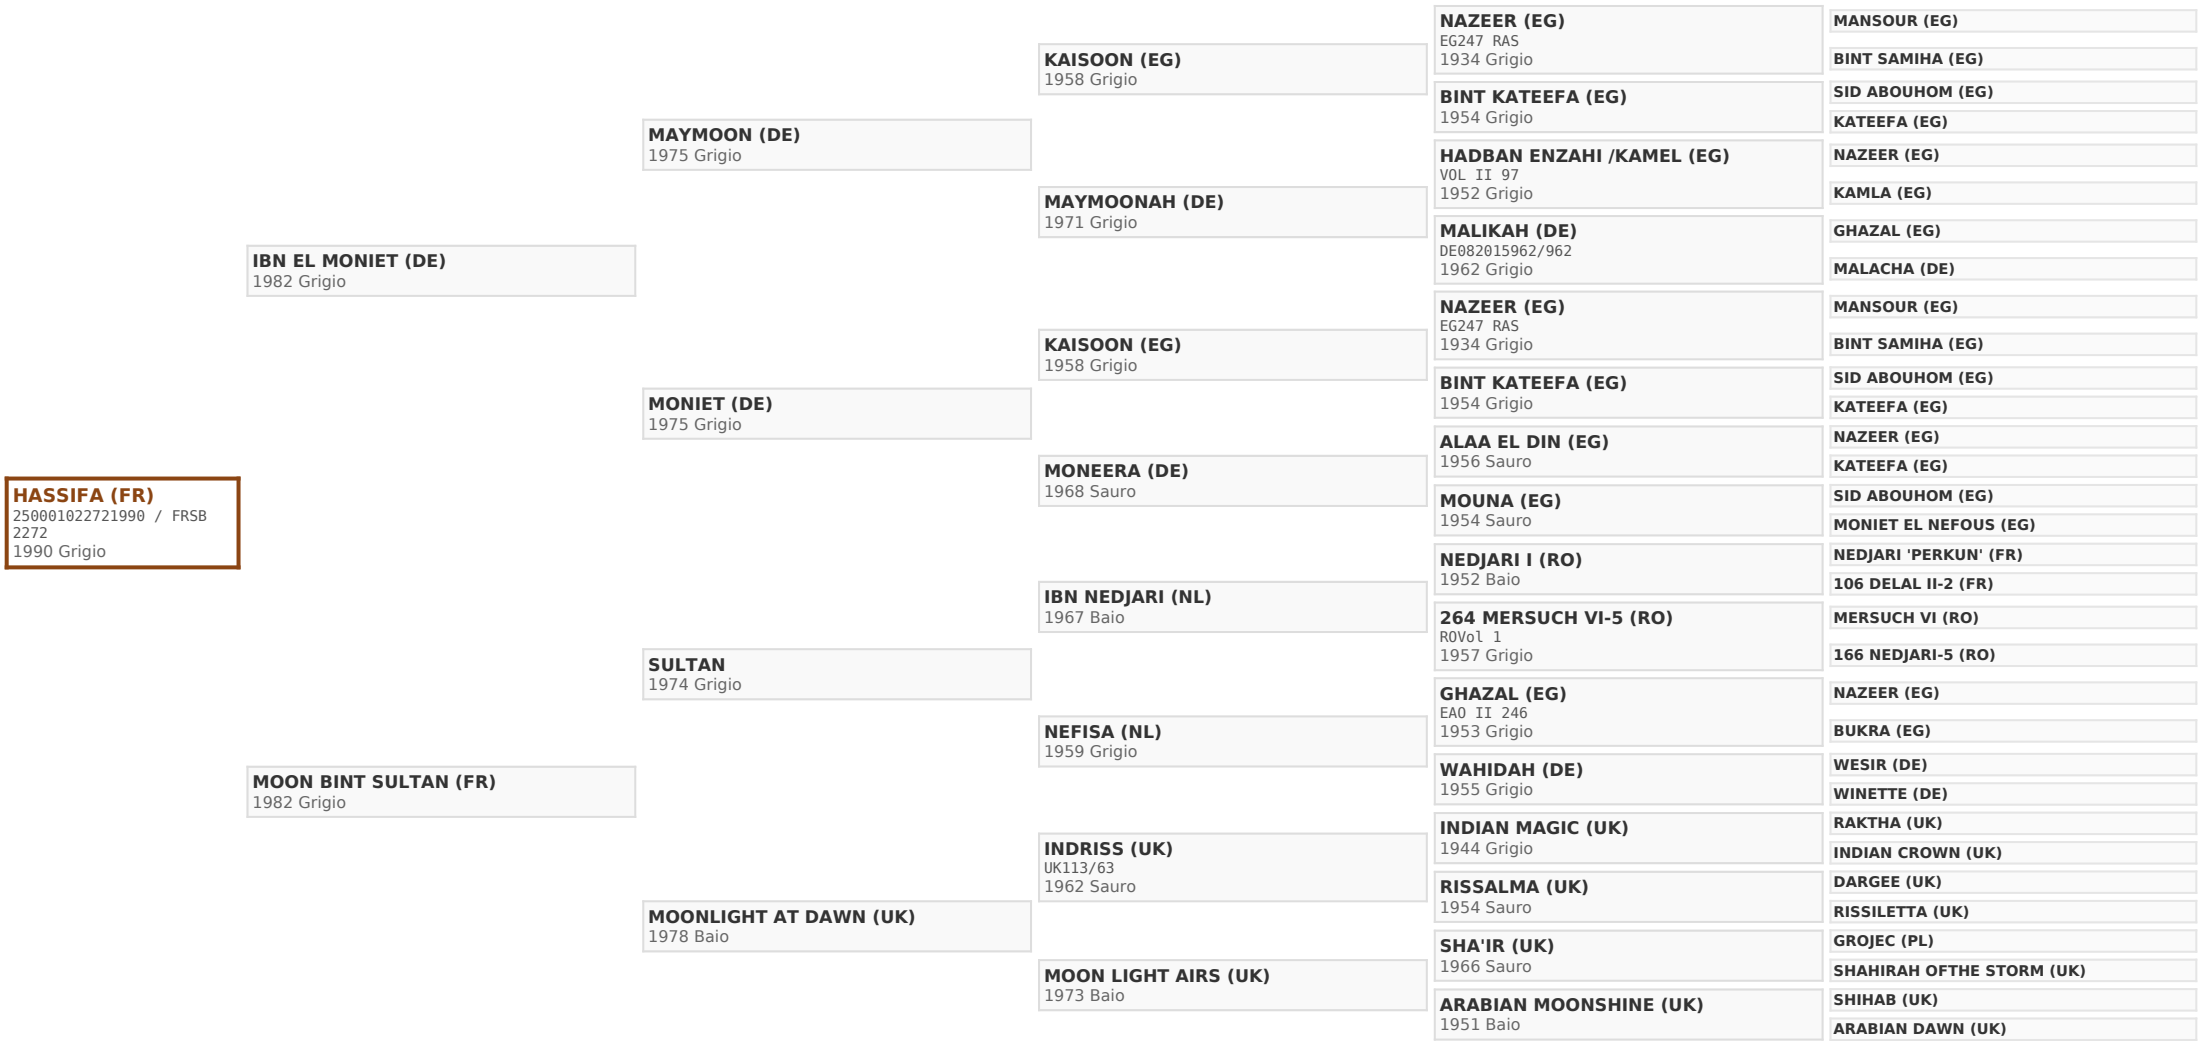 HASSIFA (FR)
250001022721990 / FRSB
2272
1990 Grigio
IBN EL MONIET (DE)
1982 Grigio
MOON BINT SULTAN (FR)
1982 Grigio
MAYMOON (DE)
1975 Grigio
MONIET (DE)
1975 Grigio
SULTAN
1974 Grigio
MOONLIGHT AT DAWN (UK)
1978 Baio
KAISOON (EG)
1958 Grigio
MAYMOONAH (DE)
1971 Grigio
KAISOON (EG)
1958 Grigio
MONEERA (DE)
1968 Sauro
IBN NEDJARI (NL)
1967 Baio
NEFISA (NL)
1959 Grigio
INDRISS (UK)
UK113/63
1962 Sauro
MOON LIGHT AIRS (UK)
1973 Baio
NAZEER (EG)
EG247 RAS
1934 Grigio
BINT KATEEFA (EG)
1954 Grigio
HADBAN ENZAHI /KAMEL (EG)
VOL II 97
1952 Grigio
MALIKAH (DE)
DE082015962/962
1962 Grigio
NAZEER (EG)
EG247 RAS
1934 Grigio
BINT KATEEFA (EG)
1954 Grigio
ALAA EL DIN (EG)
1956 Sauro
MOUNA (EG)
1954 Sauro
NEDJARI I (RO)
1952 Baio
264 MERSUCH VI-5 (RO)
ROVol 1
1957 Grigio
GHAZAL (EG)
EAO II 246
1953 Grigio
WAHIDAH (DE)
1955 Grigio
INDIAN MAGIC (UK)
1944 Grigio
RISSALMA (UK)
1954 Sauro
SHA'IR (UK)
1966 Sauro
ARABIAN MOONSHINE (UK)
1951 Baio
MANSOUR (EG)
BINT SAMIHA (EG)
SID ABOUHOM (EG)
KATEEFA (EG)
NAZEER (EG)
KAMLA (EG)
GHAZAL (EG)
MALACHA (DE)
MANSOUR (EG)
BINT SAMIHA (EG)
SID ABOUHOM (EG)
KATEEFA (EG)
NAZEER (EG)
KATEEFA (EG)
SID ABOUHOM (EG)
MONIET EL NEFOUS (EG)
NEDJARI 'PERKUN' (FR)
106 DELAL II-2 (FR)
MERSUCH VI (RO)
166 NEDJARI-5 (RO)
NAZEER (EG)
BUKRA (EG)
WESIR (DE)
WINETTE (DE)
RAKTHA (UK)
INDIAN CROWN (UK)
DARGEE (UK)
RISSILETTA (UK)
GROJEC (PL)
SHAHIRAH OFTHE STORM (UK)
SHIHAB (UK)
ARABIAN DAWN (UK)